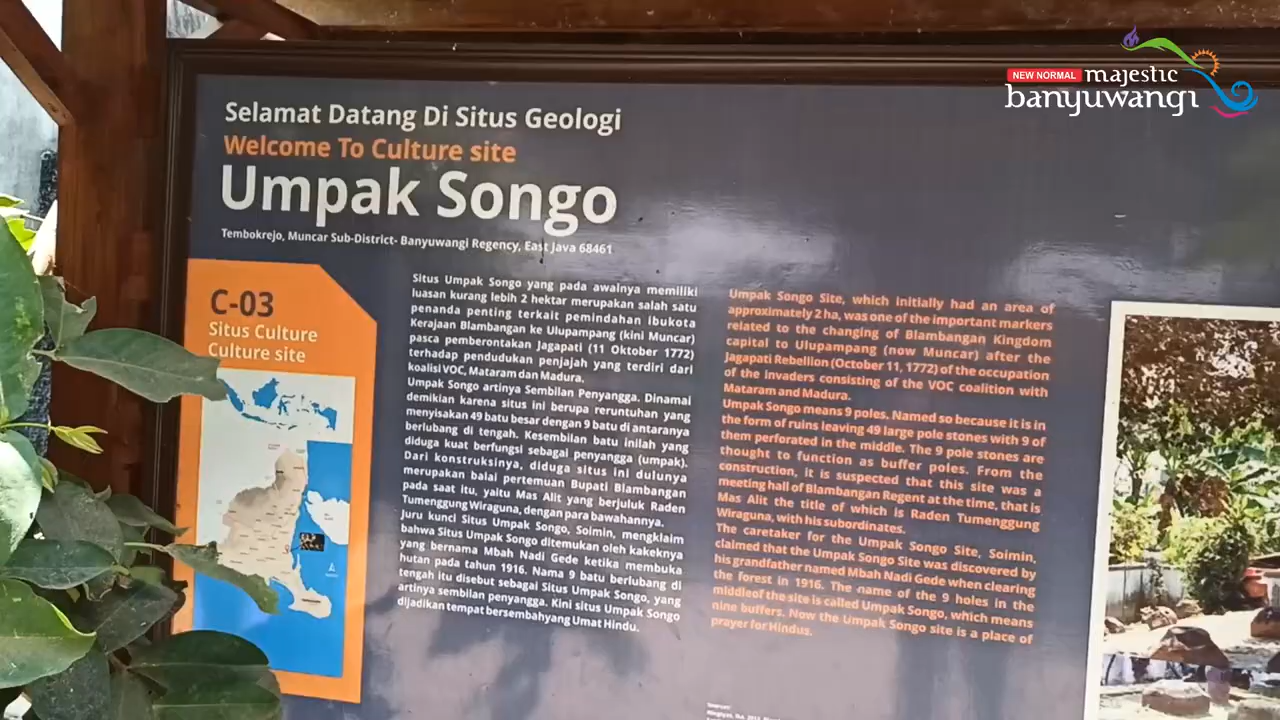 NEW NORMAL
majestic
banyuwangi
Selamat Datang Di Situs Geologi
Welcome To Culture site
Umpak Songo
Tembokrejo, Muncar Sub-District- Banyuwangi Regency, East Java 68461
C-03
Situs Culture
Culture site
Situs Umpak Songo yang pada awalnya memiliki
luasan kurang lebih 2 hektar merupakan salah satu
penanda penting terkait pemindahan ibukota
Kerajaan Blambangan ke Ulupampang (kini Muncar)
pasca pemberontakan Jagapati (11 Oktober 1772)
terhadap pendudukan penjajah yang terdiri dari
koalisi VOC, Mataram dan Madura.
Umpak Songo artinya Sembilan Penyangga. Dinamai
demikian karena situs ini berupa reruntuhan yang
menyisakan 49 batu besar dengan 9 batu di antaranya
berlubang di tengah. Kesembilan batu inilah yang
diduga kuat berfungsi sebagai penyangga (umpak).
Dari konstruksinya, diduga situs ini dulunya
merupakan balai pertemuan Bupati Blambangan
pada saat itu, yaitu Mas Alit yang berjuluk Raden
Tumenggung Wiraguna, dengan para bawahannya.
Juru kunci Situs Umpak Songo, Soimin, mengklaim
bahwa Situs Umpak Songo ditemukan oleh kakeknya
yang bernama Mbah Nadi Gede ketika membuka
hutan pada tahun 1916. Nama 9 batu berlubang di
tengah itu disebut sebagai Situs Umpak Songo, yang
artinya sembilan penyangga. Kini situs Umpak Songo
dijadikan tempat bersembahyang Umat Hindu.
Umpak Songo Site, which initially had an area of
approximately 2 ha, was one of the important markers
related to the changing of Blambangan Kingdom
capital to Ulupampang (now Muncar) after the
Jagapati Rebellion (October 11, 1772) of the occupation
of the Invaders consisting of the VOC coalition with
Mataram and Madura.
Umpak Songo means 9 poles. Named so because it is in
the form of ruins leaving 49 large pole stones with 9 of
them perforated in the middle. The 9 pole stones are
thought to function as buffer poles. From the
construction, it is suspected that this site was a
meeting hall of Blambangan Regent at the time, that is
Mas Alit the title of which is Raden Tumenggung
Wiraguna, with his subordinates.
The caretaker for the Umpak Songo Site, Soimin,
claimed that the Umpak Songo Site was discovered by
his grandfather named Mbah Nadi Gede when clearing
the forest in 1916. The name of the 9 holes in the
middleof the site is called Umpak Songo, which means
nine buffers. Now the Umpak Songo site is a place of
prayer for Hindus.
Sources: